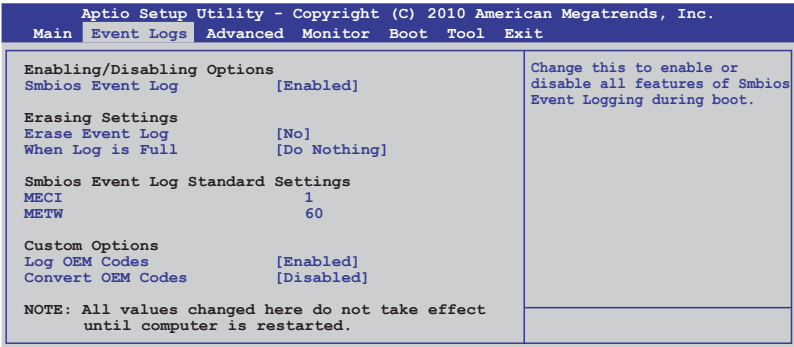 Aptio Setup Utility - Copyright (C) 2010 American Megatrends, Inc.
Main Event Logs Advanced Monitor Boot Tool Exit
Enabling/Disabling Options
Smbios Event Log [Enabled]
Erasing Settings
Erase Event Log [No]
When Log is Full [Do Nothing]
Smbios Event Log Standard Settings
MECI 1
METW 60
Custom Options
Log OEM Codes [Enabled]
Convert OEM Codes [Disabled]
NOTE: All values changed here do not take effect
until computer is restarted.
Change this to enable or
disable all features of Smbios
Event Logging during boot.